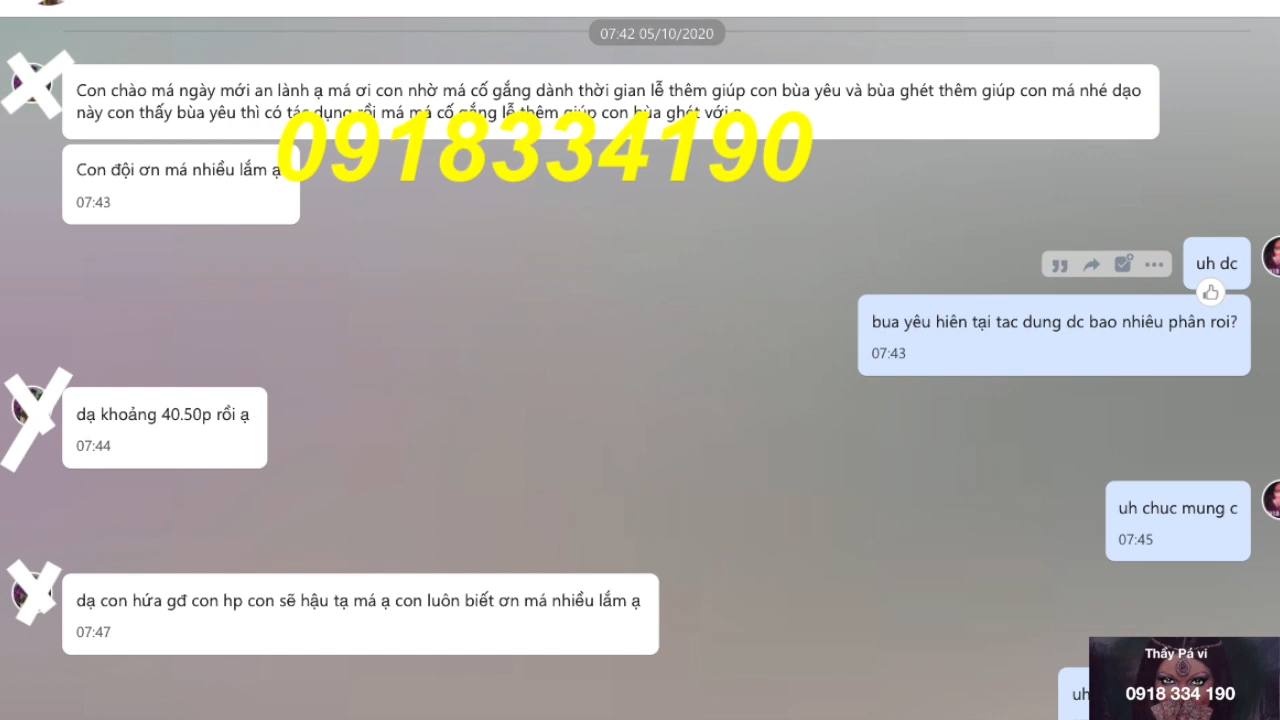 07:42 05/10/2020
Con chào má ngày mới an lành ạ má ơi con nhờ má cố gắng dành thời gian lễ thêm giúp con bùa yêu và bùa ghét thêm giúp con má nhé dạo
này con thấy bùa yêu thì có tác dụng rồi má má cố gắng lễ thêm giúp con bùa ghét với ạ
0918334190
Con đội ơn má nhiều lắm ạ
07:43
uh dc
bua yêu hiên tại tac dung dc bao nhiêu phân roi?
07:43
dạ khoảng 40.50p rồi ạ
07:44
uh chuc mung c
07:45
dạ con hứa gđ con hp con sẽ hậu tạ má ạ con luôn biết ơn má nhiều lắm ạ
07:47
uh
Thầy Pá vi
0918 334 190